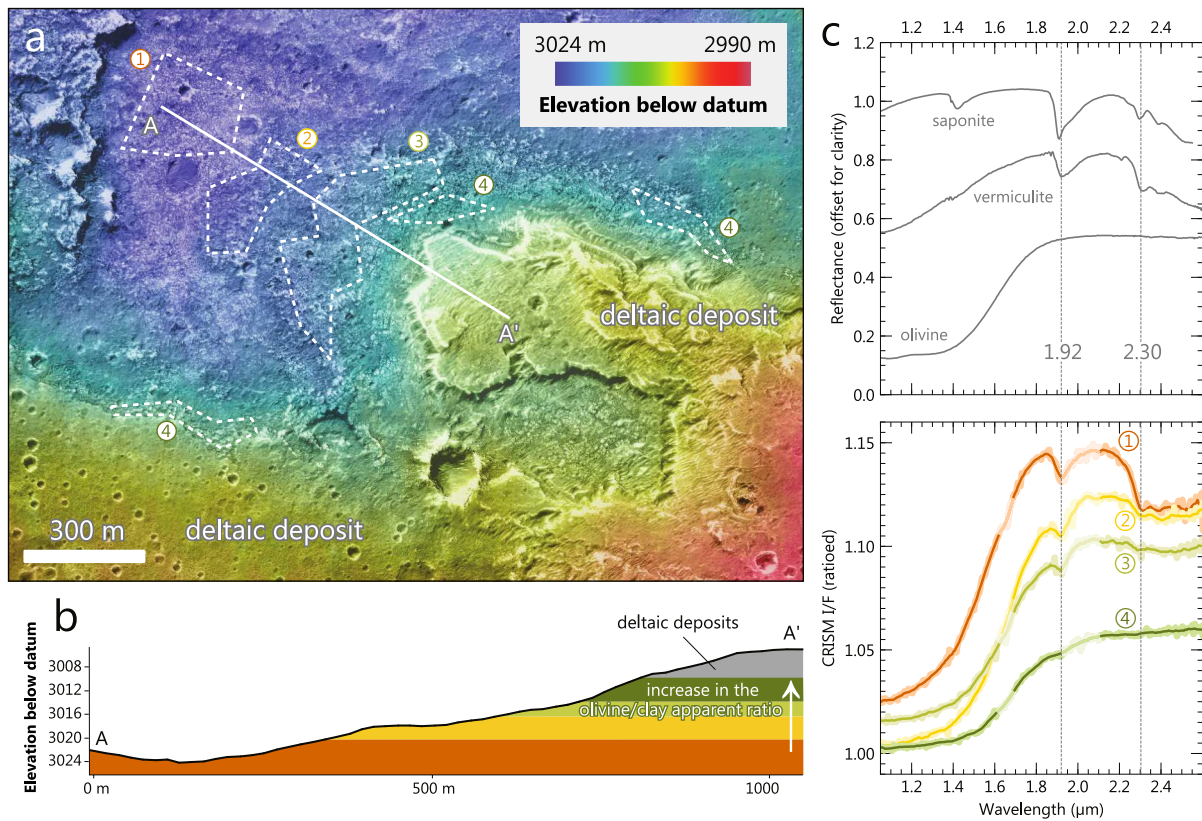 a
3024 m 2990 m
Elevation below datum
1
A
2
3
4
4
A'
deltaic deposit
4
300 m
deltaic deposit
b
Elevation below datum
3008
3012
3016
3020
3024
A
A'
deltaic deposits
increase in the
olivine/clay apparent ratio
0 m 500 m 1000
c
1.2 1.4 1.6 1.8 2.0 2.2 2.4
Reflectance (offset for clarity)
1.2
1.0
0.8
0.6
0.4
0.2
0.0
saponite
vermiculite
olivine
1.92 2.30
CRISM I/F (ratioed)
1.15
1.10
1.05
1.00
1
2
3
4
1.2 1.4 1.6 1.8 2.0 2.2 2.4
Wavelength (μm)